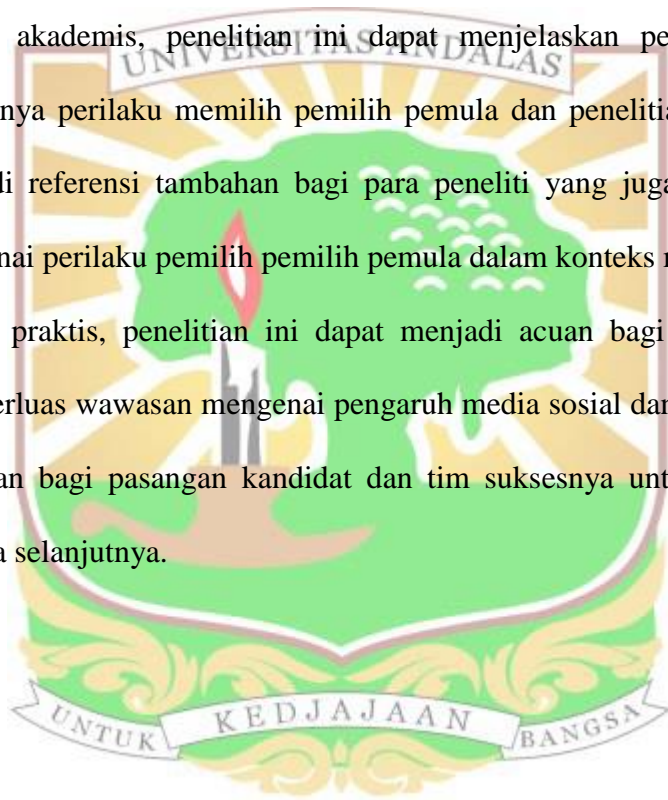 akademis, penelitian ini dapat menjelaskan pe
UNIVERSITAS ANDALAS
nya perilaku memilih pemilih pemula dan penelitia
di referensi tambahan bagi para peneliti yang juga
nai perilaku pemilih pemilih pemula dalam konteks
praktis, penelitian ini dapat menjadi acuan bagi
erluas wawasan mengenai pengaruh media sosial dar
an bagi pasangan kandidat dan tim suksesnya unt
a selanjutnya.
UNTUK KEDJAJAAN BANGSA